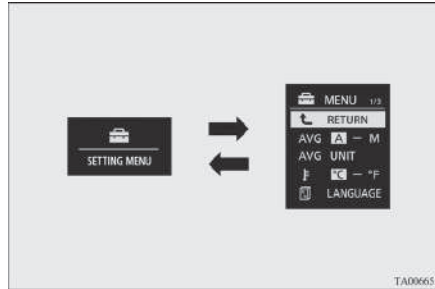 SETTING MENU
MENU 1/3
RETURN
AVG A – M
AVG UNIT
°C – °F
LANGUAGE
TA00665